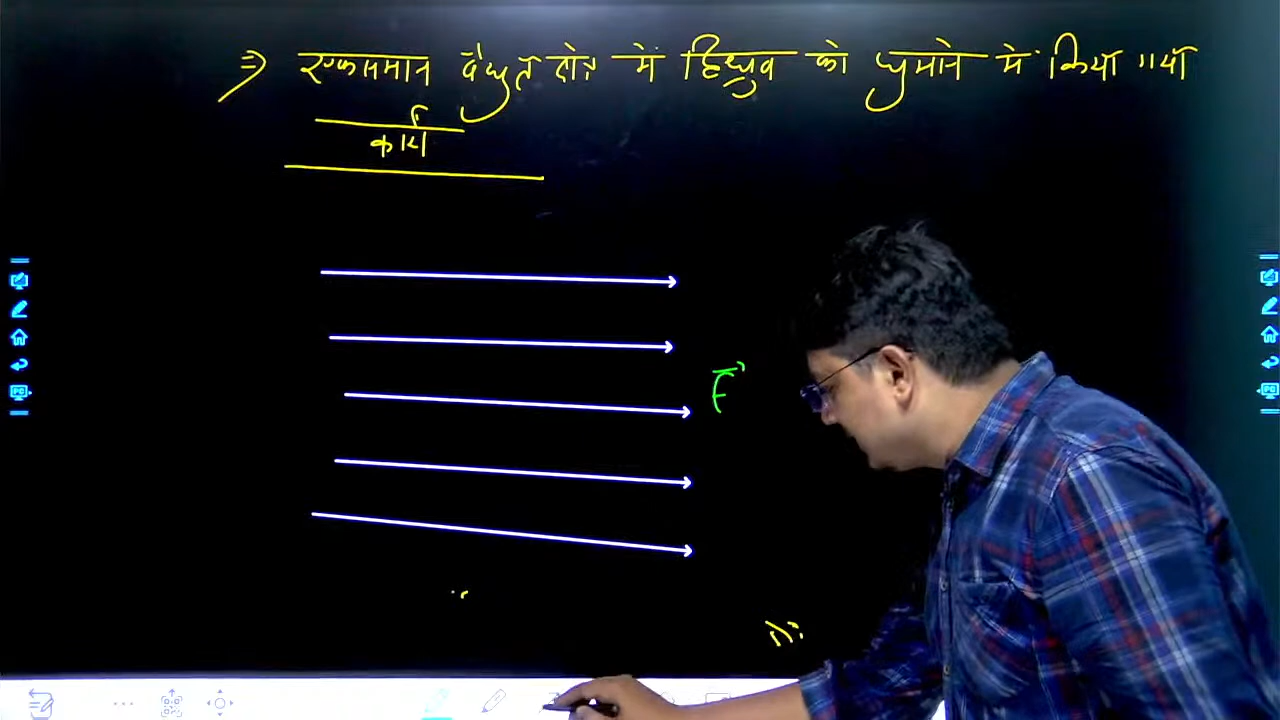 ⇒ एकसमान वैधुत क्षेत्र में द्विध्रुव को घुमाने में किया गया
कार्य
E⃗